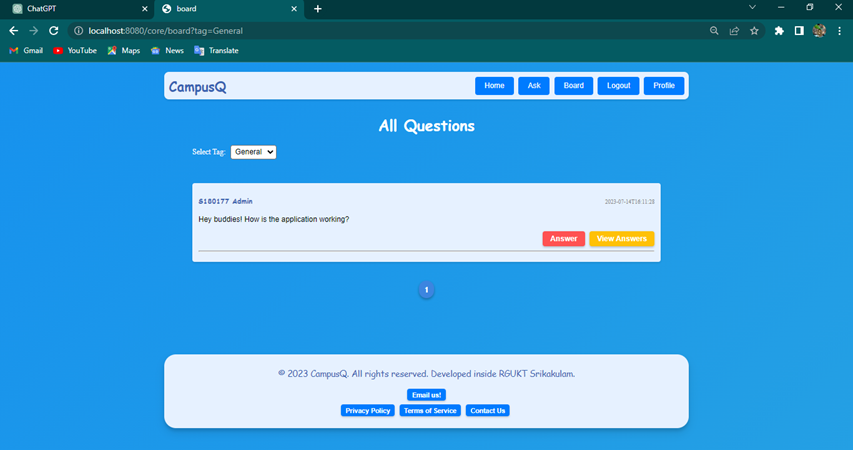 ChatGPT
board
localhost:8080/core/board?tag=General
Gmail YouTube Maps News Translate
CampusQ
Home Ask Board Logout Profile
All Questions
Select Tag: General
S180177 Admin 2023-07-14T16:11:28
Hey buddies! How is the application working?
Answer View Answers
1
© 2023 CampusQ. All rights reserved. Developed inside RGUKT Srikakulam.
Email us!
Privacy Policy Terms of Service Contact Us